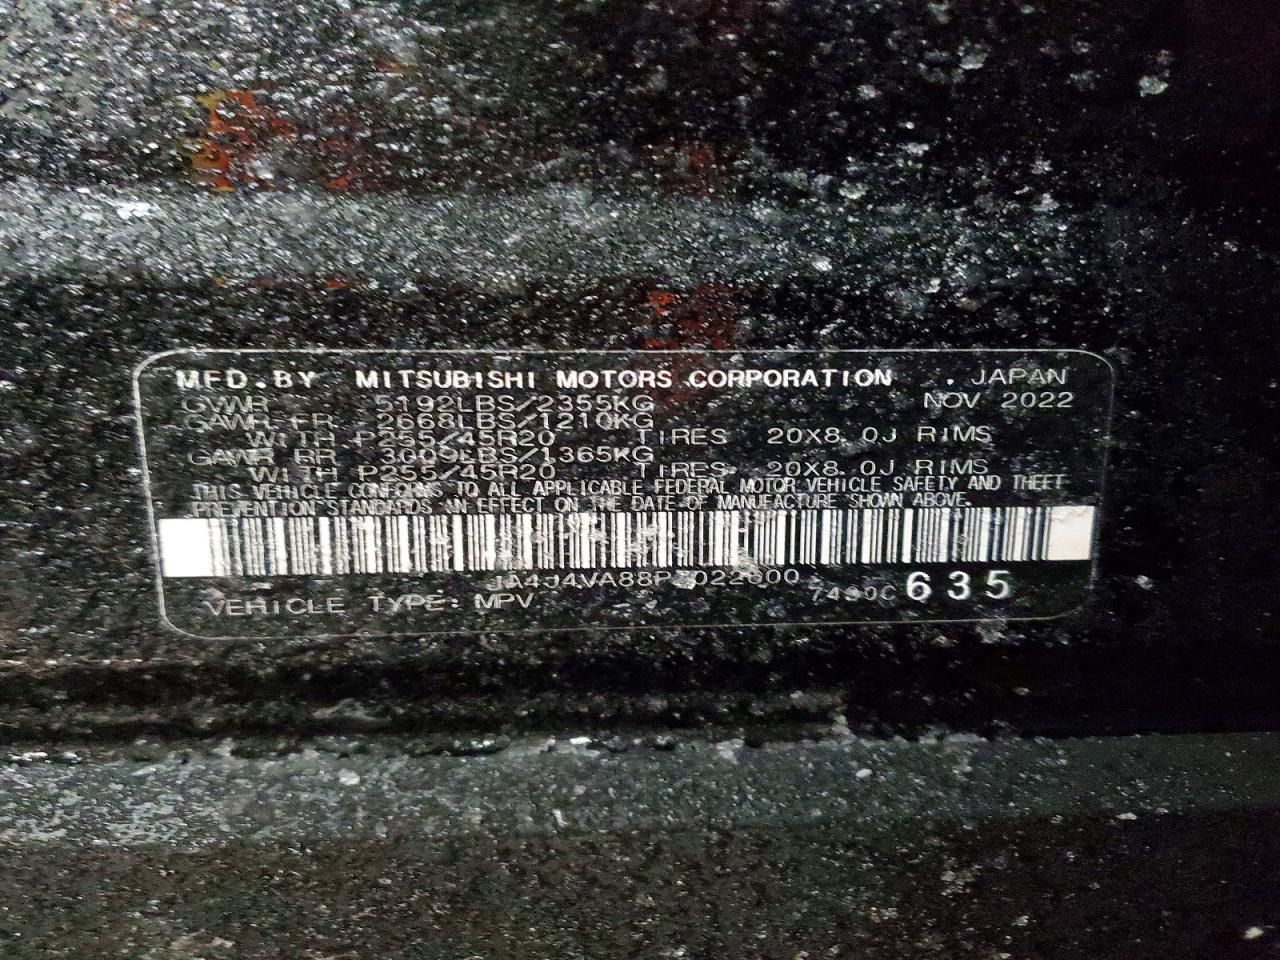 MFD. BY MITSUBISHI MOTORS CORPORATION . JAPAN
GVWR 5192LBS/2355KG NOV 2022
GAWR FR 2668LBS/1210KG
WITH P255/45R20 TIRES 20X8.0J RIMS
GAWR RR 3009LBS/1365KG
WITH P255/45R20 TIRES 20X8.0J RIMS
THIS VEHICLE CONFORMS TO ALL APPLICABLE FEDERAL MOTOR VEHICLE SAFETY AND THEFT
PREVENTION STANDARDS IN EFFECT ON THE DATE OF MANUFACTURE SHOWN ABOVE.
VEHICLE TYPE: MPV 635